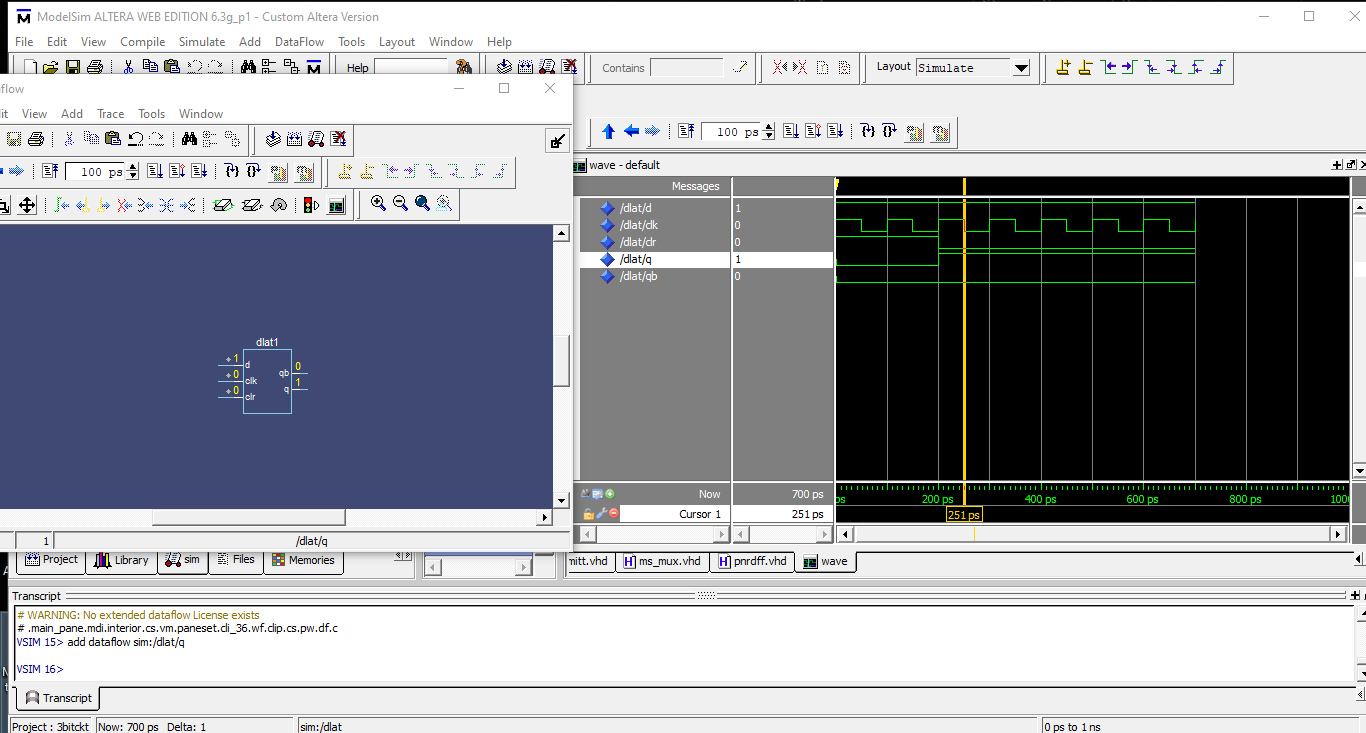 ModelSim ALTERA WEB EDITION 6.3g_p1 - Custom Altera Version
File Edit View Compile Simulate Add DataFlow Tools Layout Window Help
Help
Contains
Layout Simulate
flow
it View Add Trace Tools Window
100 ps
100 ps
wave - default
Messages
/dlat/d 1
/dlat/clk 0
/dlat/clr 0
/dlat/q 1
/dlat/qb 0
dlat1
1 d
0 clk
0 clr
qb 0
q 1
Now 700 ps
Cursor 1 251 ps
ps 200 ps 400 ps 600 ps 800 ps 100
251 ps
1 /dlat/q
Project Library sim Files Memories
mitt.vhd ms_mux.vhd pnrdff.vhd wave
Transcript
# WARNING: No extended dataflow License exists
# .main_pane.mdi.interior.cs.vm.paneset.cli_36.wf.clip.cs.pw.df.c
VSIM 15> add dataflow sim:/dlat/q
VSIM 16>
Transcript
Project : 3bitckt Now: 700 ps Delta: 1 sim:/dlat 0 ps to 1 ns